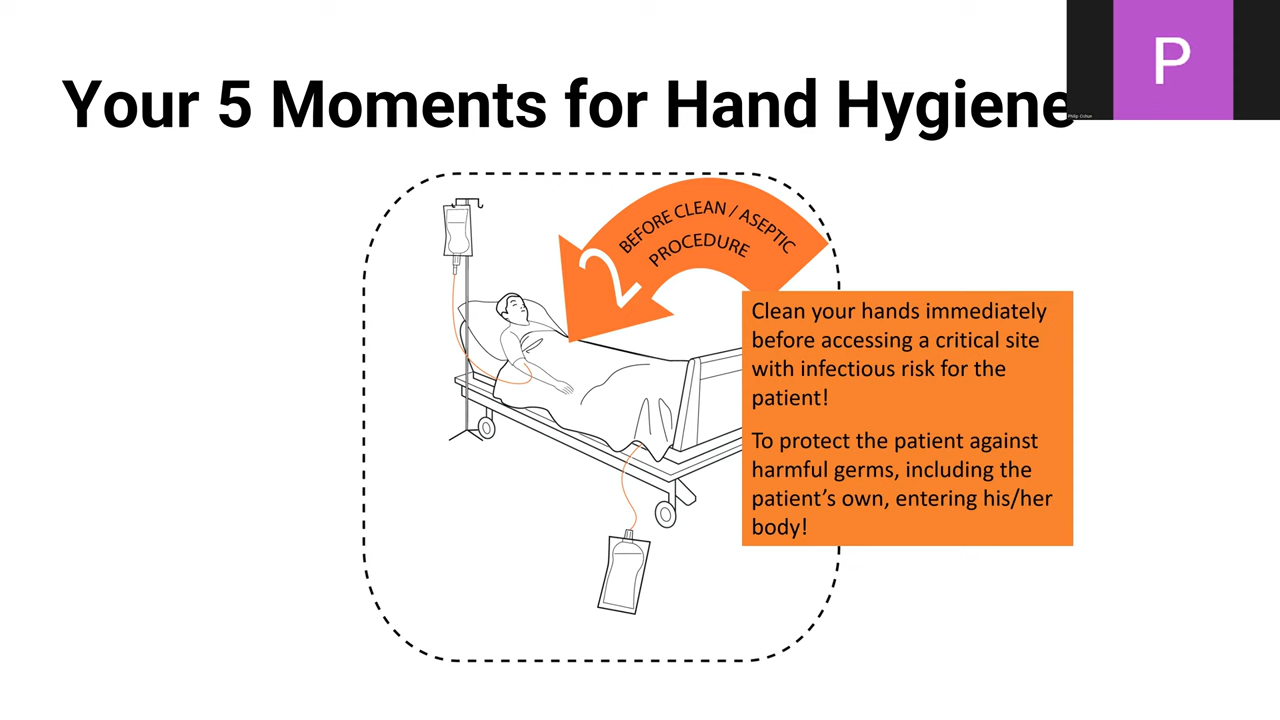 Your 5 Moments for Hand Hygiene
P
Philip Ochuo
2
BEFORE CLEAN / ASEPTIC
PROCEDURE
Clean your hands immediately
before accessing a critical site
with infectious risk for the
patient!
To protect the patient against
harmful germs, including the
patient’s own, entering his/her
body!